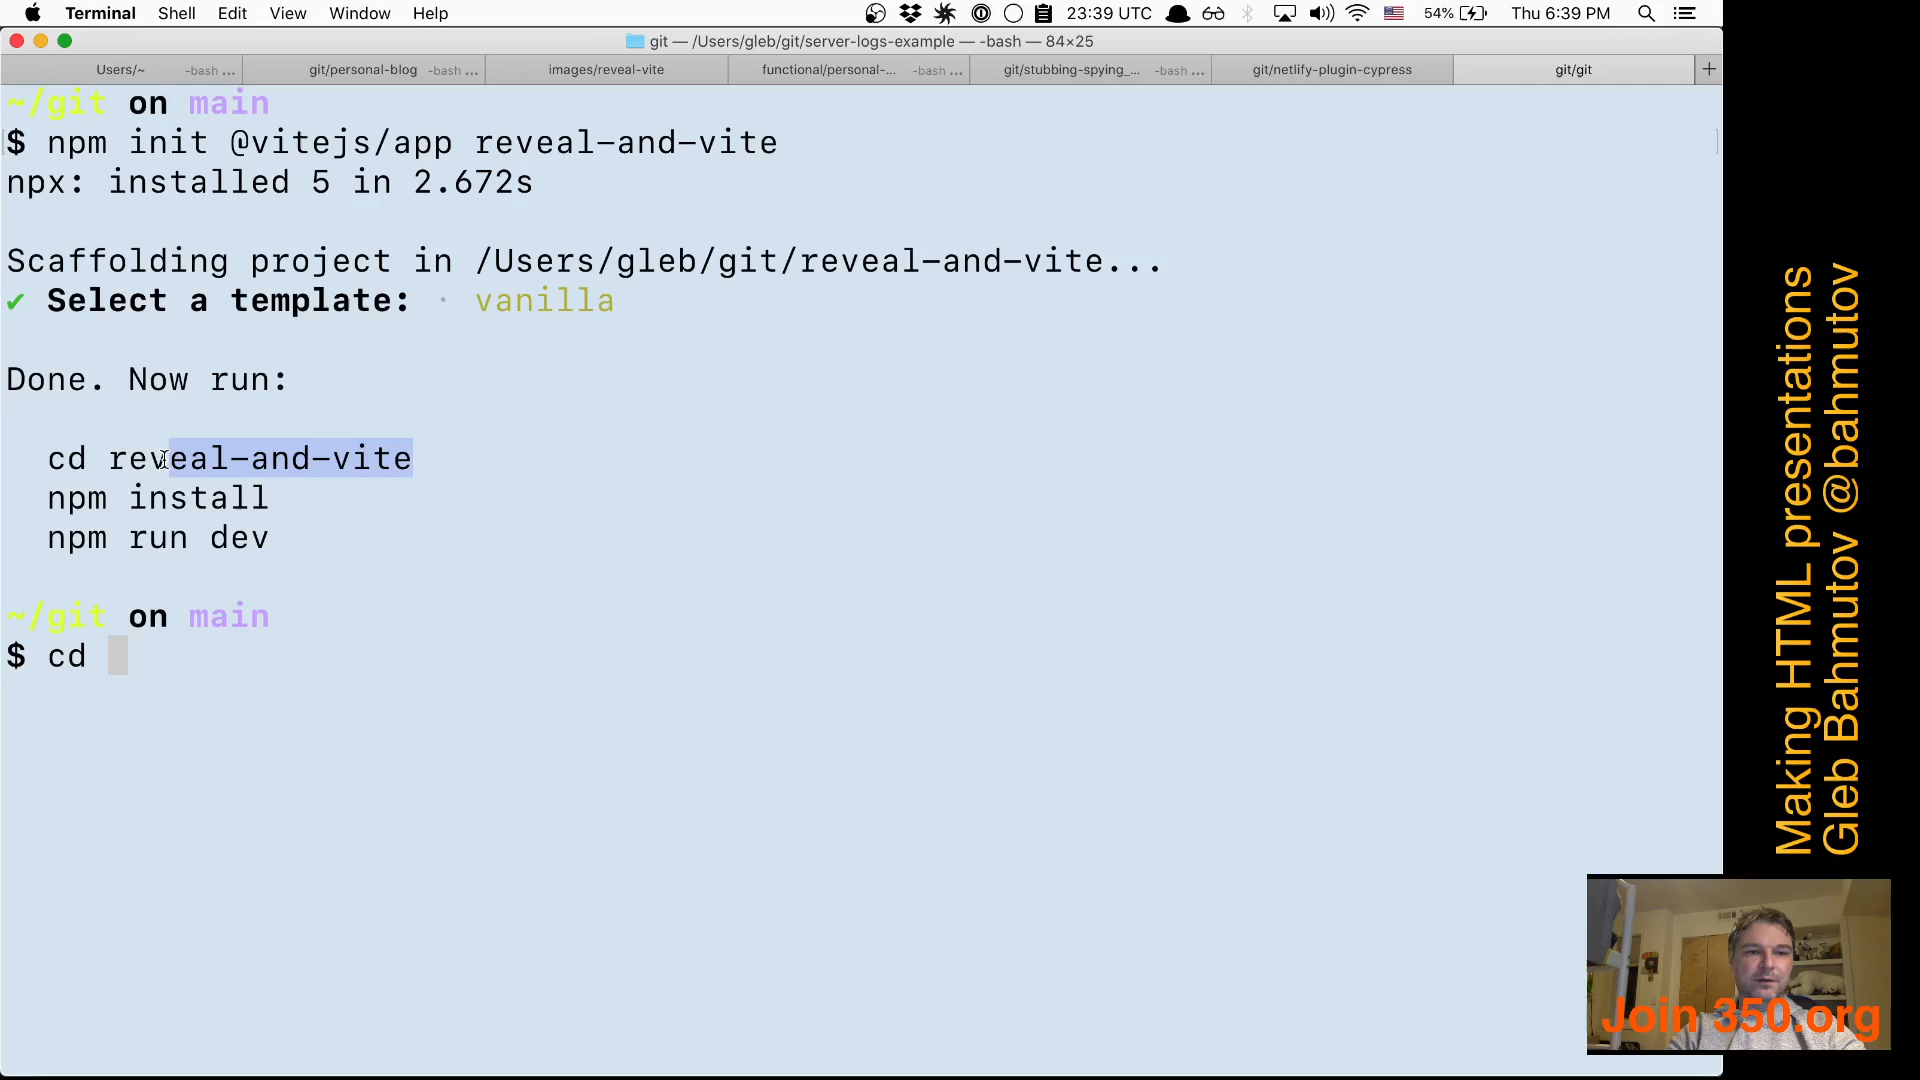 Terminal Shell Edit View Window Help 23:39 UTC 54% Thu 6:39 PM
git — /Users/gleb/git/server-logs-example — -bash — 84×25
Users/~ -bash ... git/personal-blog -bash ... images/reveal-vite functional/personal-... -bash ... git/stubbing-spying_... -bash ... git/netlify-plugin-cypress git/git +
~/git on main
$ npm init @vitejs/app reveal-and-vite
npx: installed 5 in 2.672s
Scaffolding project in /Users/gleb/git/reveal-and-vite...
✔ Select a template: · vanilla
Done. Now run:
cd reveal-and-vite
npm install
npm run dev
~/git on main
$ cd
Making HTML presentations
Gleb Bahmutov @bahmutov
Join 350.org